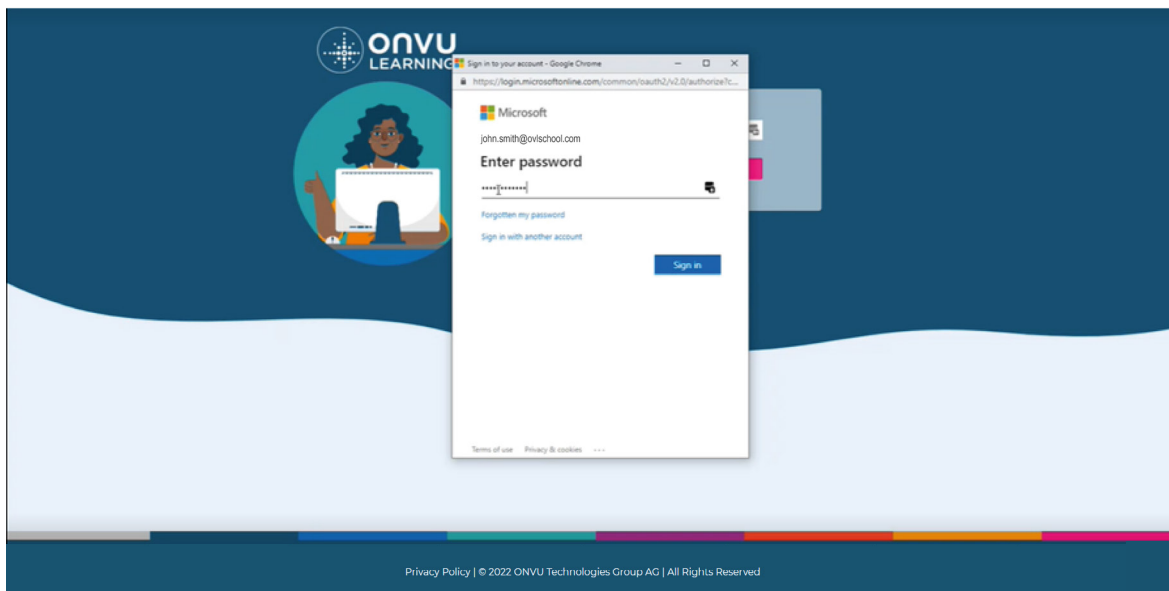 ONVU
LEARNING
Sign in to your account - Google Chrome
https://login.microsoftonline.com/common/oauth2/v2.0/authorize?c...
Microsoft
john.smith@ovlschool.com
Enter password
Forgotten my password
Sign in with another account
Sign in
Terms of use Privacy & cookies ...
Privacy Policy | © 2022 ONVU Technologies Group AG | All Rights Reserved